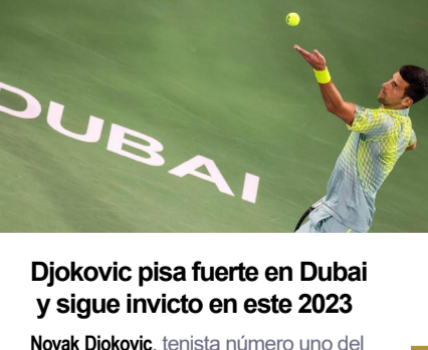 DUBAI
Djokovic pisa fuerte en Dubai
y sigue invicto en este 2023
Novak Djokovic, tenista número uno del